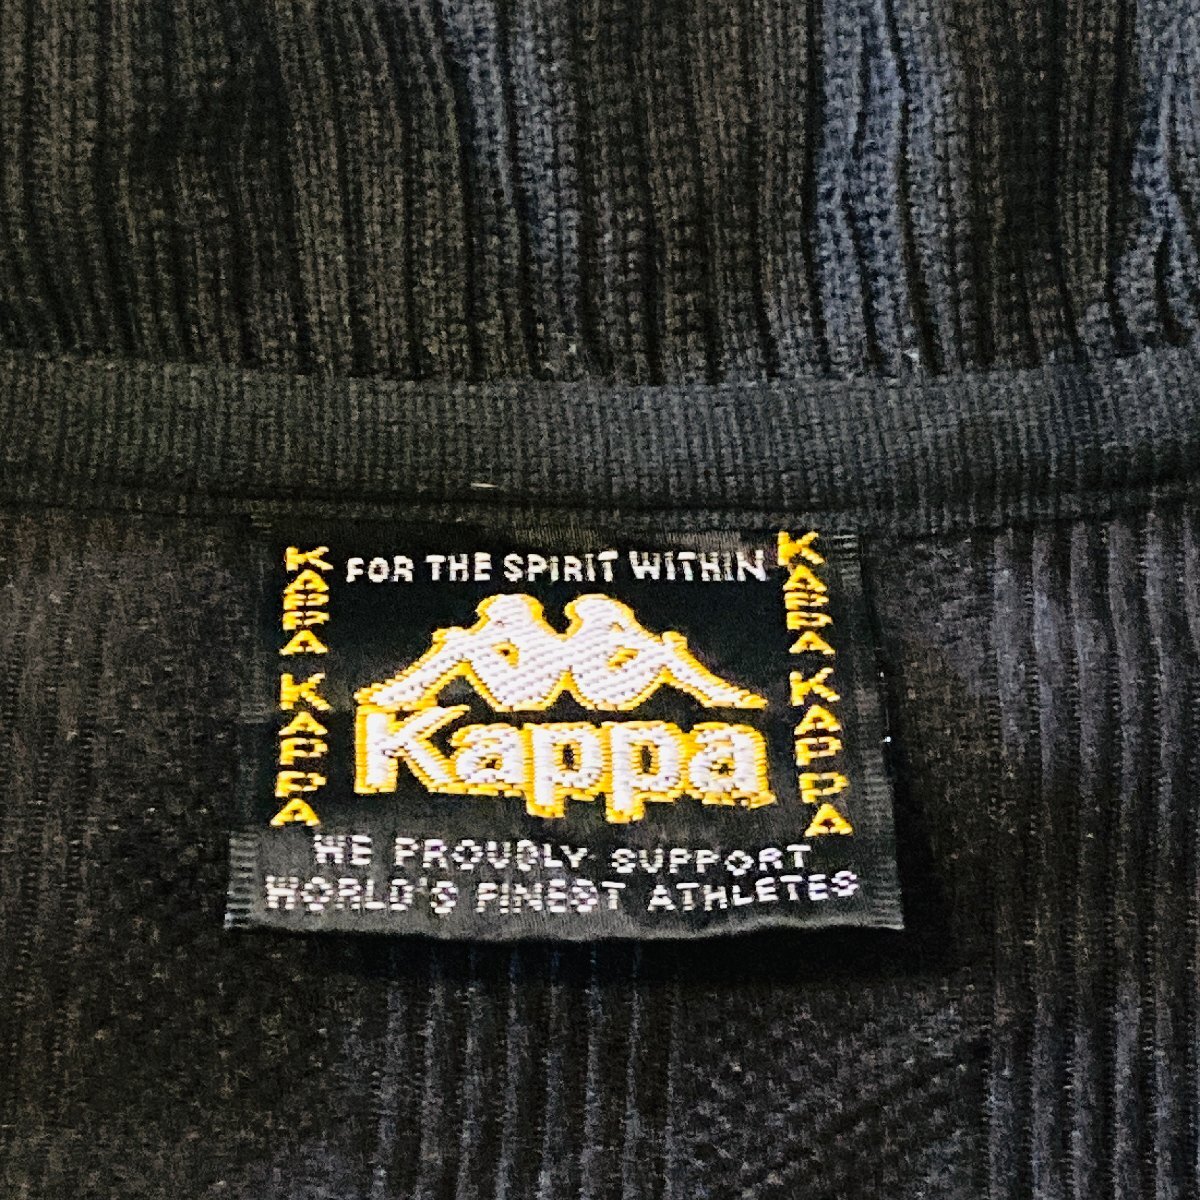 FOR THE SPIRIT WITHIN
KAPPA KAPPA
KAPPA KAPPA
Kappa
WE PROUDLY SUPPORT
WORLD'S FINEST ATHLETES